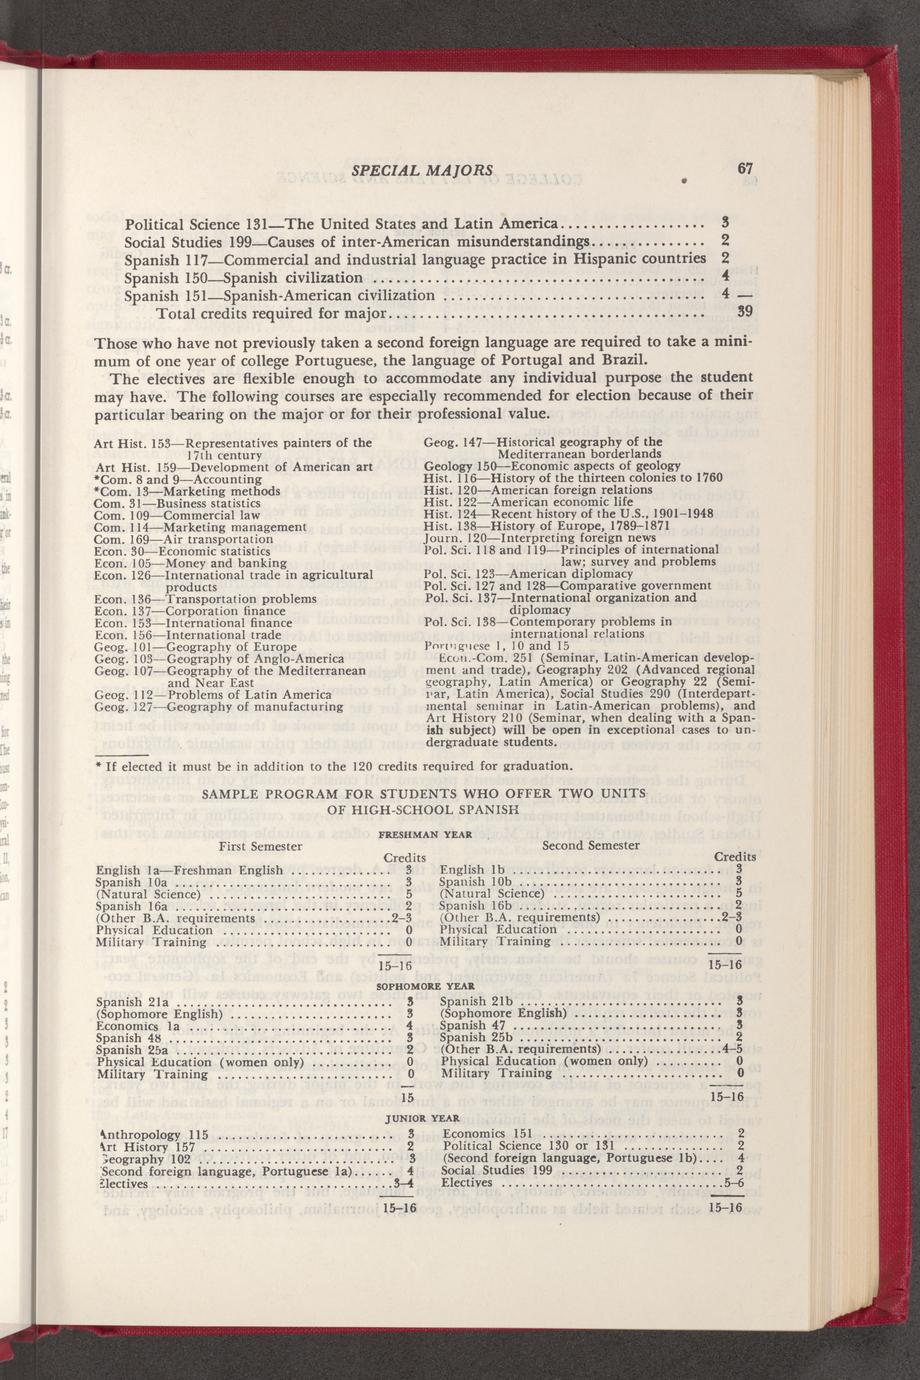 SPECIAL MAJORS 67
Political Science 131—The United States and Latin America................... 3
Social Studies 199—Causes of inter-American misunderstandings............... 2
Spanish 117—Commercial and industrial language practice in Hispanic countries 2
Spanish 150—Spanish civilization ............................................ 4
Spanish 151—Spanish-American civilization ................................... 4 —
Total credits required for major.......................................... 39
Those who have not previously taken a second foreign language are required to take a mini-
mum of one year of college Portuguese, the language of Portugal and Brazil.
The electives are flexible enough to accommodate any individual purpose the student
may have. The following courses are especially recommended for election because of their
particular bearing on the major or for their professional value.
Art Hist. 153—Representatives painters of the
17th century
Art Hist. 159—Development of American art
*Com. 8 and 9—Accounting
*Com. 13—Marketing methods
Com. 31—Business statistics
Com. 109—Commercial law
Com. 114—Marketing management
Com. 169—Air transportation
Econ. 30—Economic statistics
Econ. 105—Money and banking
Econ. 126—International trade in agricultural
products
Econ. 136—Transportation problems
Econ. 137—Corporation finance
Econ. 153—International finance
Econ. 156—International trade
Geog. 101—Geography of Europe
Geog. 103—Geography of Anglo-America
Geog. 107—Geography of the Mediterranean
and Near East
Geog. 112—Problems of Latin America
Geog. 127—Geography of manufacturing
Geog. 147—Historical geography of the
Mediterranean borderlands
Geology 150—Economic aspects of geology
Hist. 116—History of the thirteen colonies to 1760
Hist. 120—American foreign relations
Hist. 122—American economic life
Hist. 124—Recent history of the U.S., 1901-1948
Hist. 138—History of Europe, 1789-1871
Journ. 120—Interpreting foreign news
Pol. Sci. 118 and 119—Principles of international
law; survey and problems
Pol. Sci. 123—American diplomacy
Pol. Sci. 127 and 128—Comparative government
Pol. Sci. 137—International organization and
diplomacy
Pol. Sci. 138—Contemporary problems in
international relations
Portuguese 1, 10 and 15
Econ.-Com. 251 (Seminar, Latin-American develop-
ment and trade), Geography 202 (Advanced regional
geography, Latin America) or Geography 22 (Semi-
nar, Latin America), Social Studies 290 (Interdepart-
mental seminar in Latin-American problems), and
Art History 210 (Seminar, when dealing with a Span-
ish subject) will be open in exceptional cases to un-
dergraduate students.
* If elected it must be in addition to the 120 credits required for graduation.
SAMPLE PROGRAM FOR STUDENTS WHO OFFER TWO UNITS
OF HIGH-SCHOOL SPANISH
FRESHMAN YEAR
First Semester
Credits
English 1a—Freshman English .............. 3
Spanish 10a .............................. 3
(Natural Science) ........................ 5
Spanish 16a .............................. 2
(Other B.A. requirements .................2-3
Physical Education ....................... 0
Military Training ........................ 0
15-16
Second Semester
Credits
English 1b .............................. 3
Spanish 10b ............................. 3
(Natural Science) ....................... 5
Spanish 16b ............................. 2
(Other B.A. requirements) ...............2-3
Physical Education ...................... 0
Military Training ....................... 0
15-16
SOPHOMORE YEAR
Spanish 21a .............................. 3
(Sophomore English) ...................... 3
Economics 1a ............................. 4
Spanish 48 ............................... 3
Spanish 25a .............................. 2
Physical Education (women only) .......... 0
Military Training ........................ 0
15
Spanish 21b ............................. 3
(Sophomore English) ..................... 3
Spanish 47 .............................. 3
Spanish 25b ............................. 2
(Other B.A. requirements) ...............4-5
Physical Education (women only) ......... 0
Military Training ....................... 0
15-16
JUNIOR YEAR
Anthropology 115 ......................... 3
Art History 157 .......................... 2
Geography 102 ............................ 3
Second foreign language, Portuguese 1a)...... 4
Electives ................................3-4
15-16
Economics 151 ........................... 2
Political Science 130 or 131 ............ 2
(Second foreign language, Portuguese 1b).... 4
Social Studies 199 ...................... 2
Electives ...............................5-6
15-16